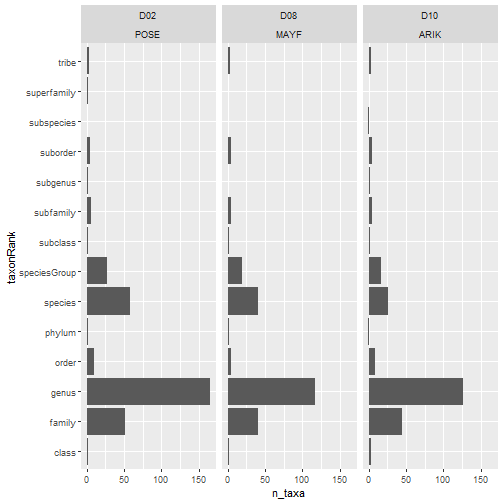 D02 D08 D10
POSE MAYF ARIK
tribe
superfamily
subspecies
suborder
subgenus
subfamily
subclass
speciesGroup
species
phylum
order
genus
family
class
taxonRank
0 50 100 150 0 50 100 150 0 50 100 150
n_taxa